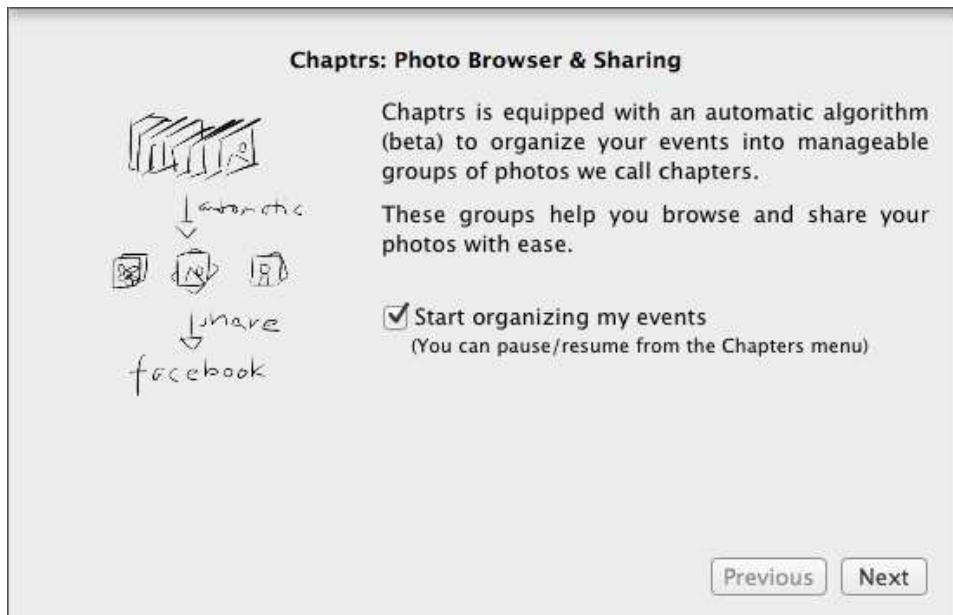 Chaptrs: Photo Browser & Sharing
Chaptrs is equipped with an automatic algorithm
(beta) to organize your events into manageable
groups of photos we call chapters.
These groups help you browse and share your
photos with ease.
automatic
share
facebook
Start organizing my events
(You can pause/resume from the Chapters menu)
Previous
Next